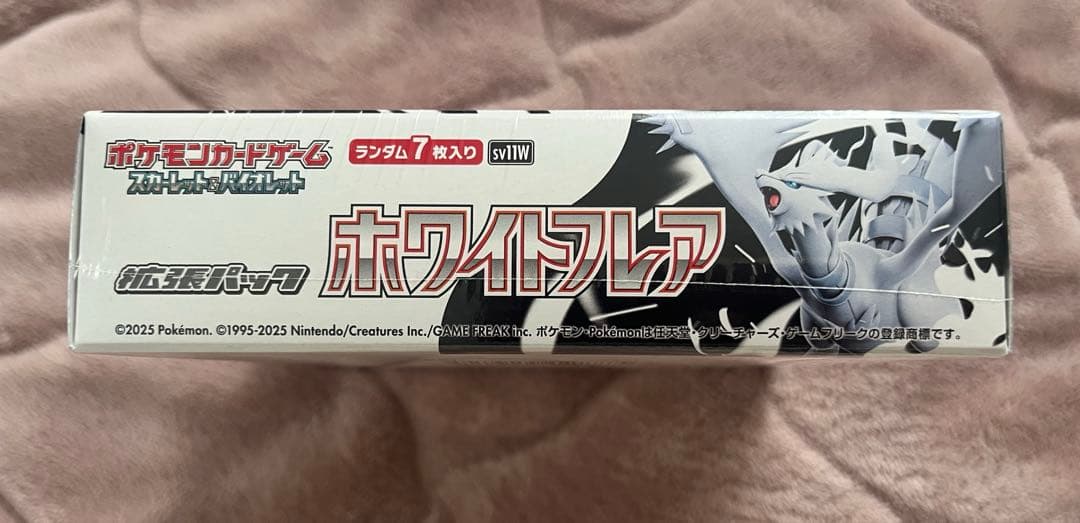 ポケモンカードゲーム
スカーレット&バイオレット
ランダム7枚入り
sv11W
拡張パック
ホワイトフレア
©2025 Pokémon. ©1995-2025 Nintendo/Creatures Inc./GAME FREAK inc. ポケモン・Pokémonは任天堂・クリーチャーズ・ゲームフリークの登録商標です。